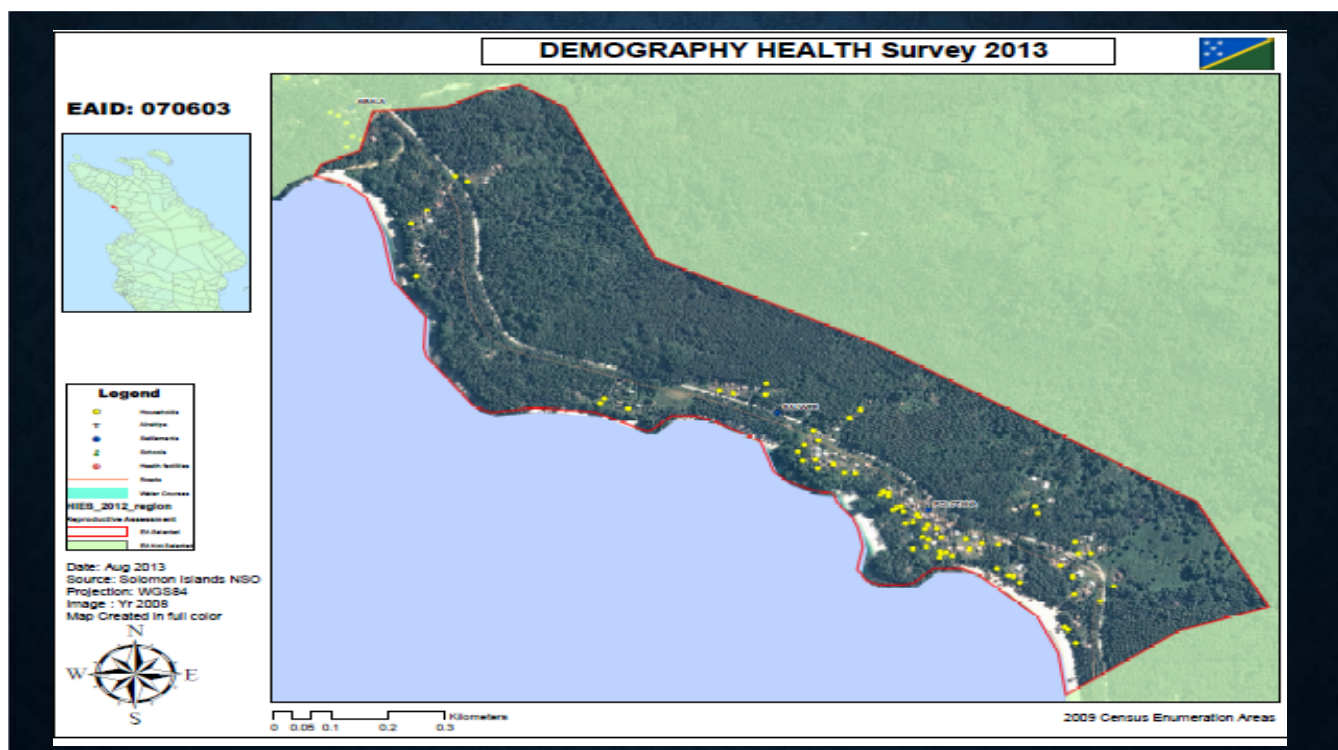 DEMOGRAPHY HEALTH Survey 2013
EAID: 070603
Legend
Households
Airstrips
Settlements
Schools
Health facilities
Roads
Water Courses
HIES_2012_region
Reproductive Assessment
EA Selected
EA Not Selected
Date: Aug 2013
Source: Solomon Islands NSO
Projection: WGS84
Image : Yr 2008
Map Created in full color
N
W
E
S
0 0.05 0.1 0.2 0.3
Kilometers
2009 Census Enumeration Areas